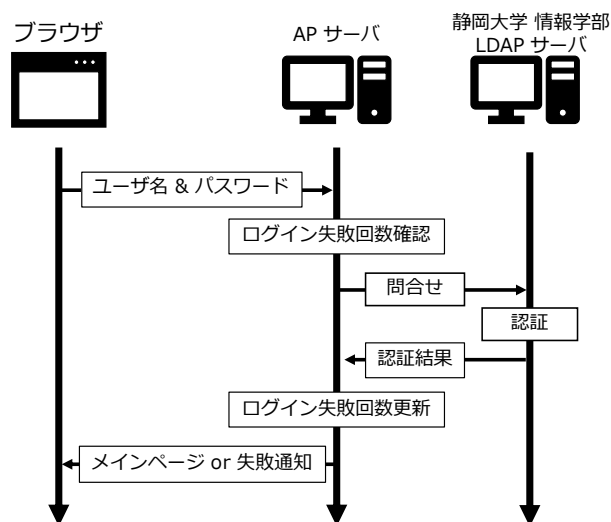 ブラウザ
AP サーバ
静岡大学 情報学部
LDAP サーバ
ユーザ名 & パスワード
ログイン失敗回数確認
問合せ
認証
認証結果
ログイン失敗回数更新
メインページ or 失敗通知